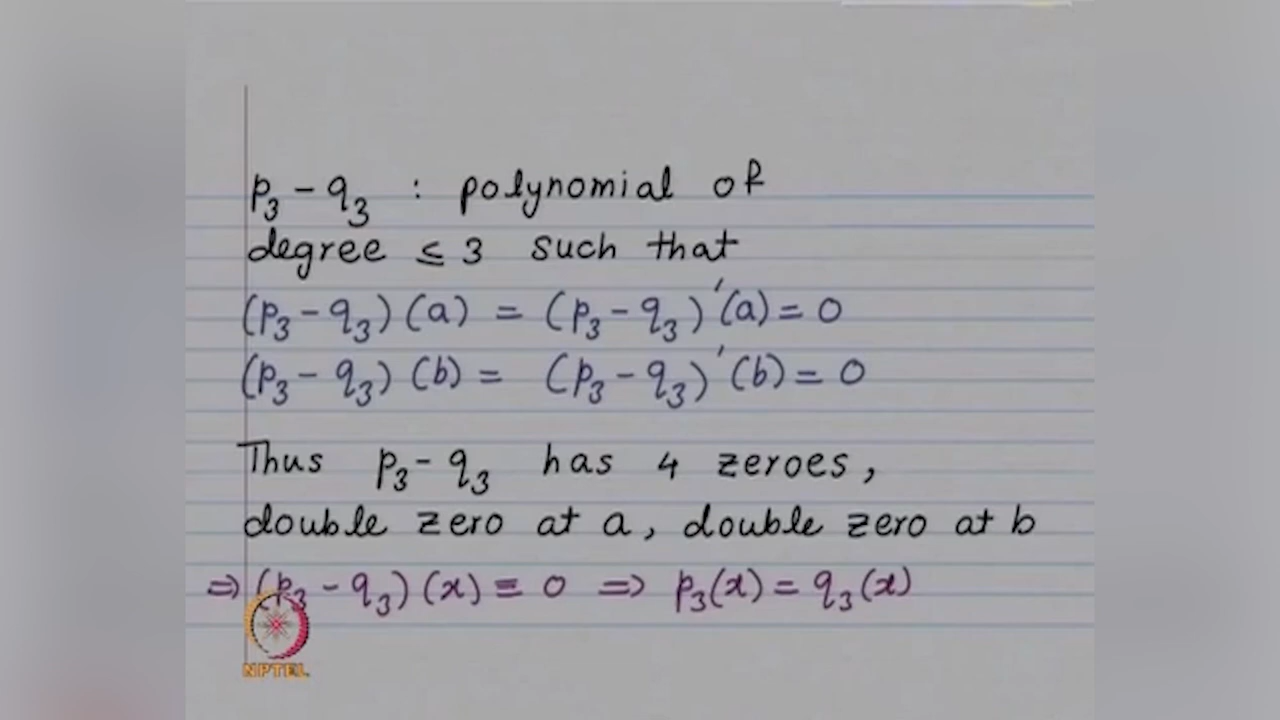 p₃ - q₃ : polynomial of
degree ≤ 3 such that
(p₃ - q₃)(a) = (p₃ - q₃)'(a) = 0
(p₃ - q₃)(b) = (p₃ - q₃)'(b) = 0
Thus p₃ - q₃ has 4 zeroes,
double zero at a, double zero at b
⇒ (p₃ - q₃)(x) ≡ 0 ⇒ p₃(x) = q₃(x)
NPTEL